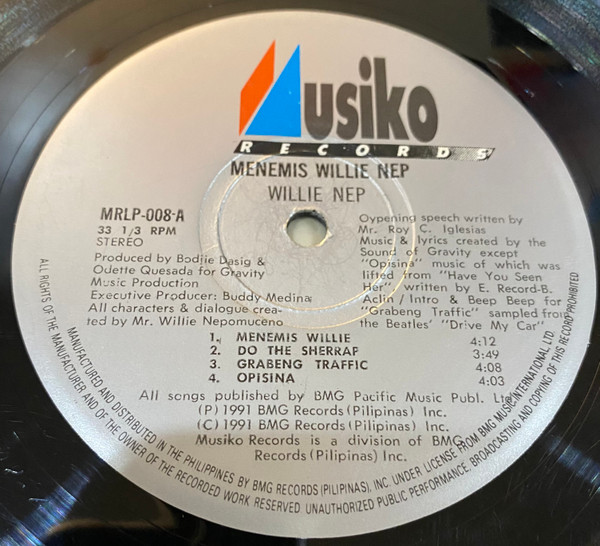 Musiko
RECORDS
MENEMIS WILLIE NEP
WILLIE NEP
MRLP-008-A
33 1/3 RPM
STEREO
Produced by Bodjie Dasig &
Odette Quesada for Gravity
Music Production
Executive Producer: Buddy Medina
All characters & dialogue crea-
ted by Mr. Willie Nepomuceno
Oypening speech written by
Mr. Roy C. Iglesias
Music & lyrics created by the
Sound of Gravity except
"Opisina" music of which was
lifted from "Have You Seen
Her", written by E. Record-B.
Aclin / Intro & Beep Beep for
"Grabeng Traffic" sampled from
the Beatles' "Drive My Car"
1. MENEMIS WILLIE 4:12
2. DO THE SHERRAF 3:49
3. GRABENG TRAFFIC 4:08
4. OPISINA 4:03
All songs published by BMG Pacific Music Publ. Ltd.
(P) 1991 BMG Records (Pilipinas) Inc.
(C) 1991 BMG Records (Pilipinas) Inc.
Musiko Records is a division of BMG
Records (Pilipinas) Inc.
MANUFACTURED AND DISTRIBUTED IN THE PHILIPPINES BY BMG RECORDS (PILIPINAS), INC. UNDER LICENSE FROM BMG MUSIC INTERNATIONAL, LTD.
ALL RIGHTS OF THE MANUFACTURER, AND OF THE OWNER OF THE RECORDED WORK RESERVED UNAUTHORIZED PUBLIC PERFORMANCE, BROADCASTING AND COPYING OF THIS RECORD PROHIBITED